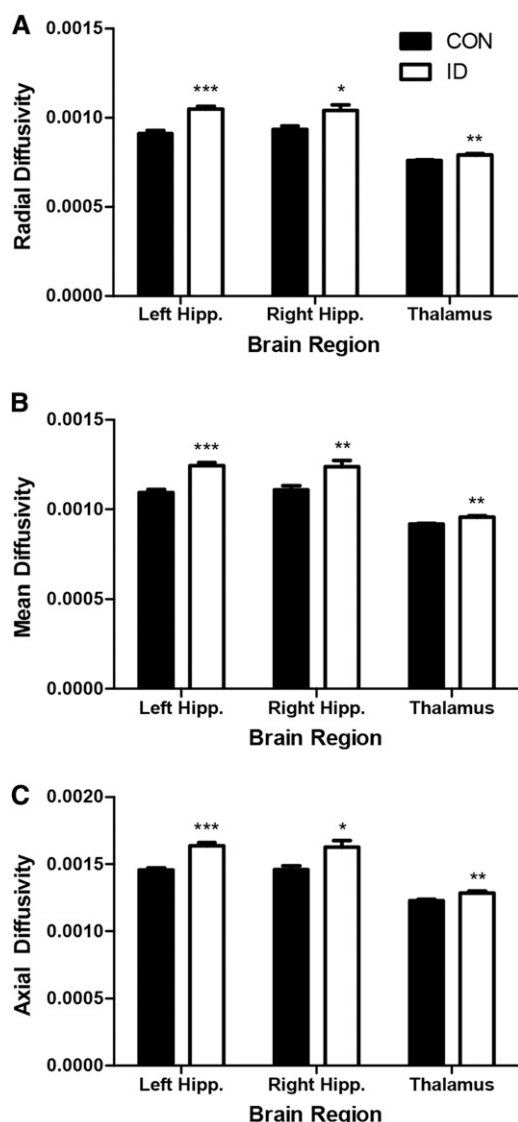 A
0.0015
0.0010
0.0005
0.0000
Radial Diffusivity
CON
ID
***
*
**
Left Hipp. Right Hipp. Thalamus
Brain Region
B
0.0015
0.0010
0.0005
0.0000
Mean Diffusivity
***
**
**
Left Hipp. Right Hipp. Thalamus
Brain Region
C
0.0020
0.0015
0.0010
0.0005
0.0000
Axial Diffusivity
***
*
**
Left Hipp. Right Hipp. Thalamus
Brain Region